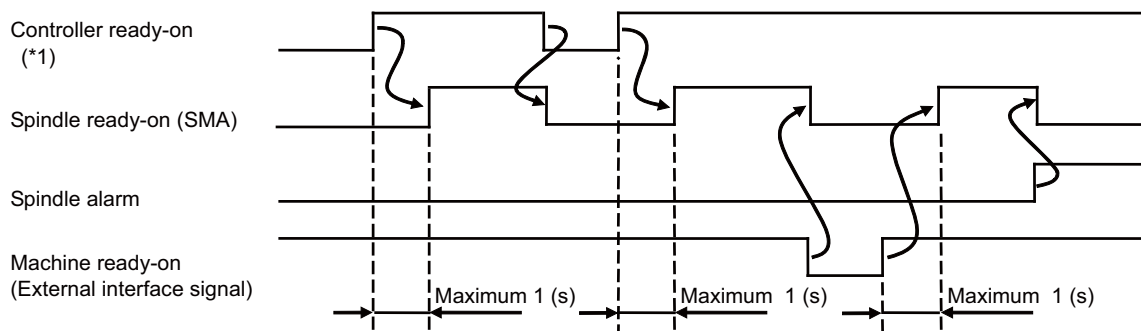 Controller ready-on
(*1)
Spindle ready-on (SMA)
Spindle alarm
Machine ready-on
(External interface signal)
Maximum 1 (s)
Maximum 1 (s)
Maximum 1 (s)